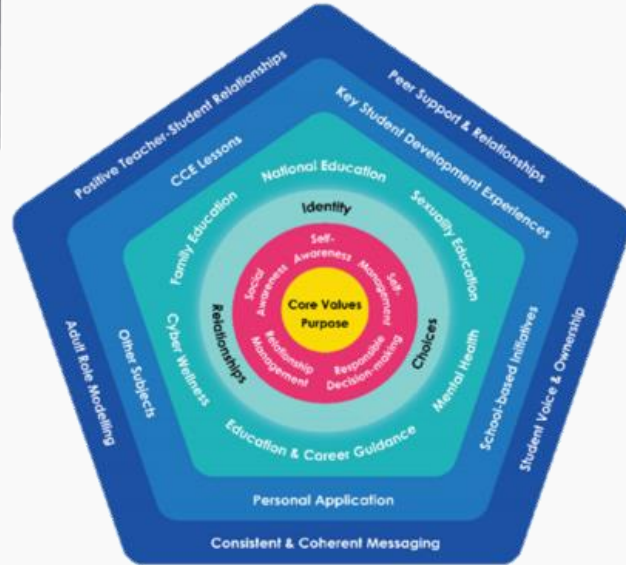 Positive Teacher-Student Relationships
Peer Support & Relationships
CCE Lessons
Key Student Development Experiences
National Education
Family Education
Sexuality Education
Identity
Self-
Awareness
Social
Awareness
Self-
Management
Core Values
Purpose
Relationships
Choices
Relationship
Management
Responsible
Decision-making
Cyber Wellness
Mental Health
Education & Career Guidance
Other Subjects
School-based Initiatives
Adult Role Modelling
Student Voice & Ownership
Personal Application
Consistent & Coherent Messaging